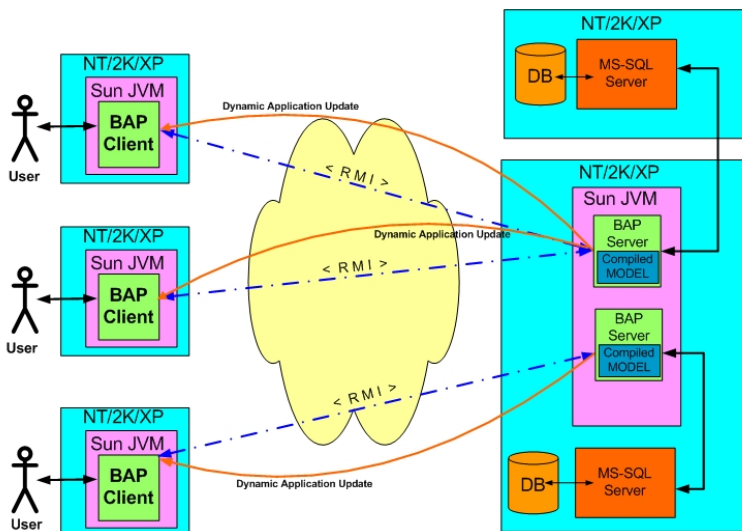 NT/2K/XP
Sun JVM
BAP
Client
User
NT/2K/XP
Sun JVM
BAP
Client
User
NT/2K/XP
Sun JVM
BAP
Client
User
Dynamic Application Update
< RMI >
Dynamic Application Update
< RMI >
< RMI >
Dynamic Application Update
NT/2K/XP
DB
MS-SQL
Server
NT/2K/XP
Sun JVM
BAP
Server
Compiled
MODEL
BAP
Server
Compiled
MODEL
DB
MS-SQL
Server